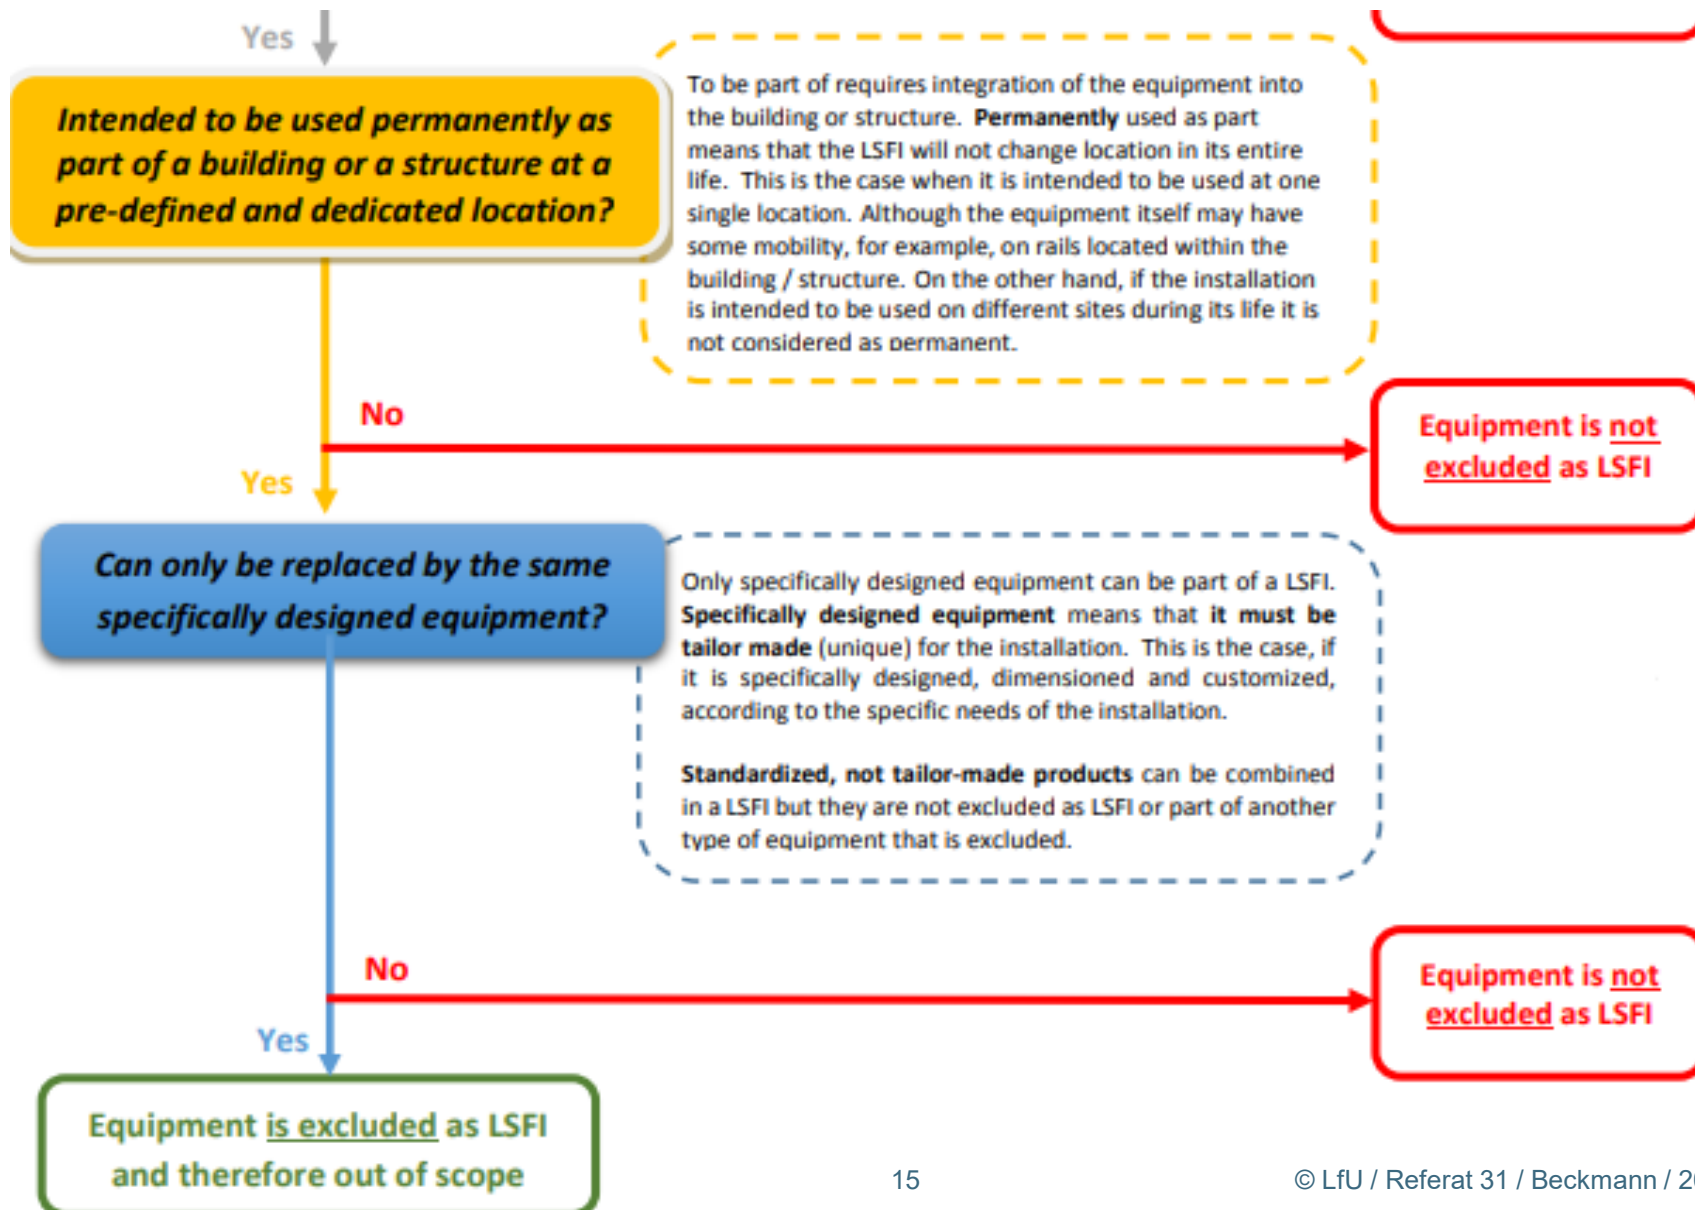 Yes
Intended to be used permanently as
part of a building or a structure at a
pre-defined and dedicated location?
To be part of requires integration of the equipment into
the building or structure. Permanently used as part
means that the LSFI will not change location in its entire
life. This is the case when it is intended to be used at one
single location. Although the equipment itself may have
some mobility, for example, on rails located within the
building / structure. On the other hand, if the installation
is intended to be used on different sites during its life it is
not considered as permanent.
No
Equipment is not
excluded as LSFI
Yes
Can only be replaced by the same
specifically designed equipment?
Only specifically designed equipment can be part of a LSFI.
Specifically designed equipment means that it must be
tailor made (unique) for the installation. This is the case, if
it is specifically designed, dimensioned and customized,
according to the specific needs of the installation.
Standardized, not tailor-made products can be combined
in a LSFI but they are not excluded as LSFI or part of another
type of equipment that is excluded.
No
Equipment is not
excluded as LSFI
Yes
Equipment is excluded as LSFI
and therefore out of scope
15
© LfU / Referat 31 / Beckmann /